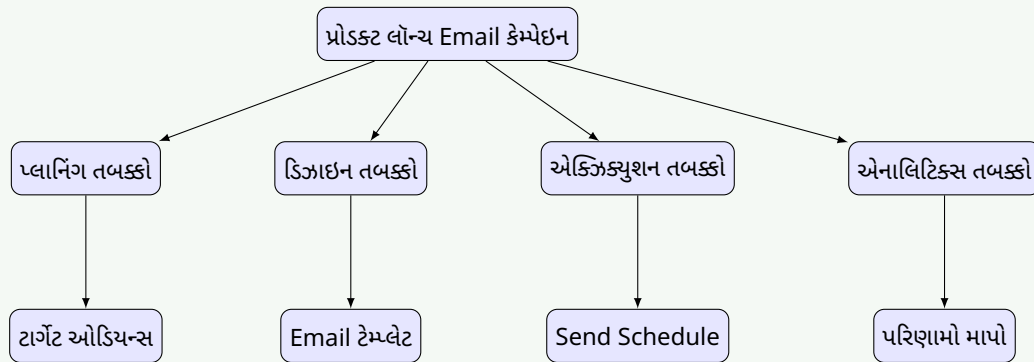 પ્રોડક્ટ લૉન્ચ Email કેમ્પેઇન
પ્લાનિંગ તબક્કો
ડિઝાઇન તબક્કો
એક્ઝિક્યુશન તબક્કો
એનાલિટિક્સ તબક્કો
ટાર્ગેટ ઓડિયન્સ
Email ટેમ્પ્લેટ
Send Schedule
પરિણામો માપો